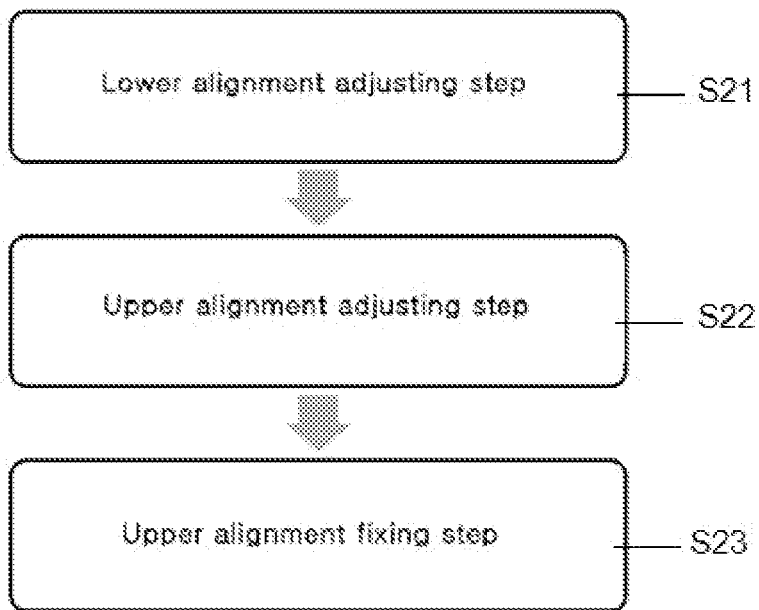 Lower alignment adjusting step
S21
Upper alignment adjusting step
S22
Upper alignment fixing step
S23